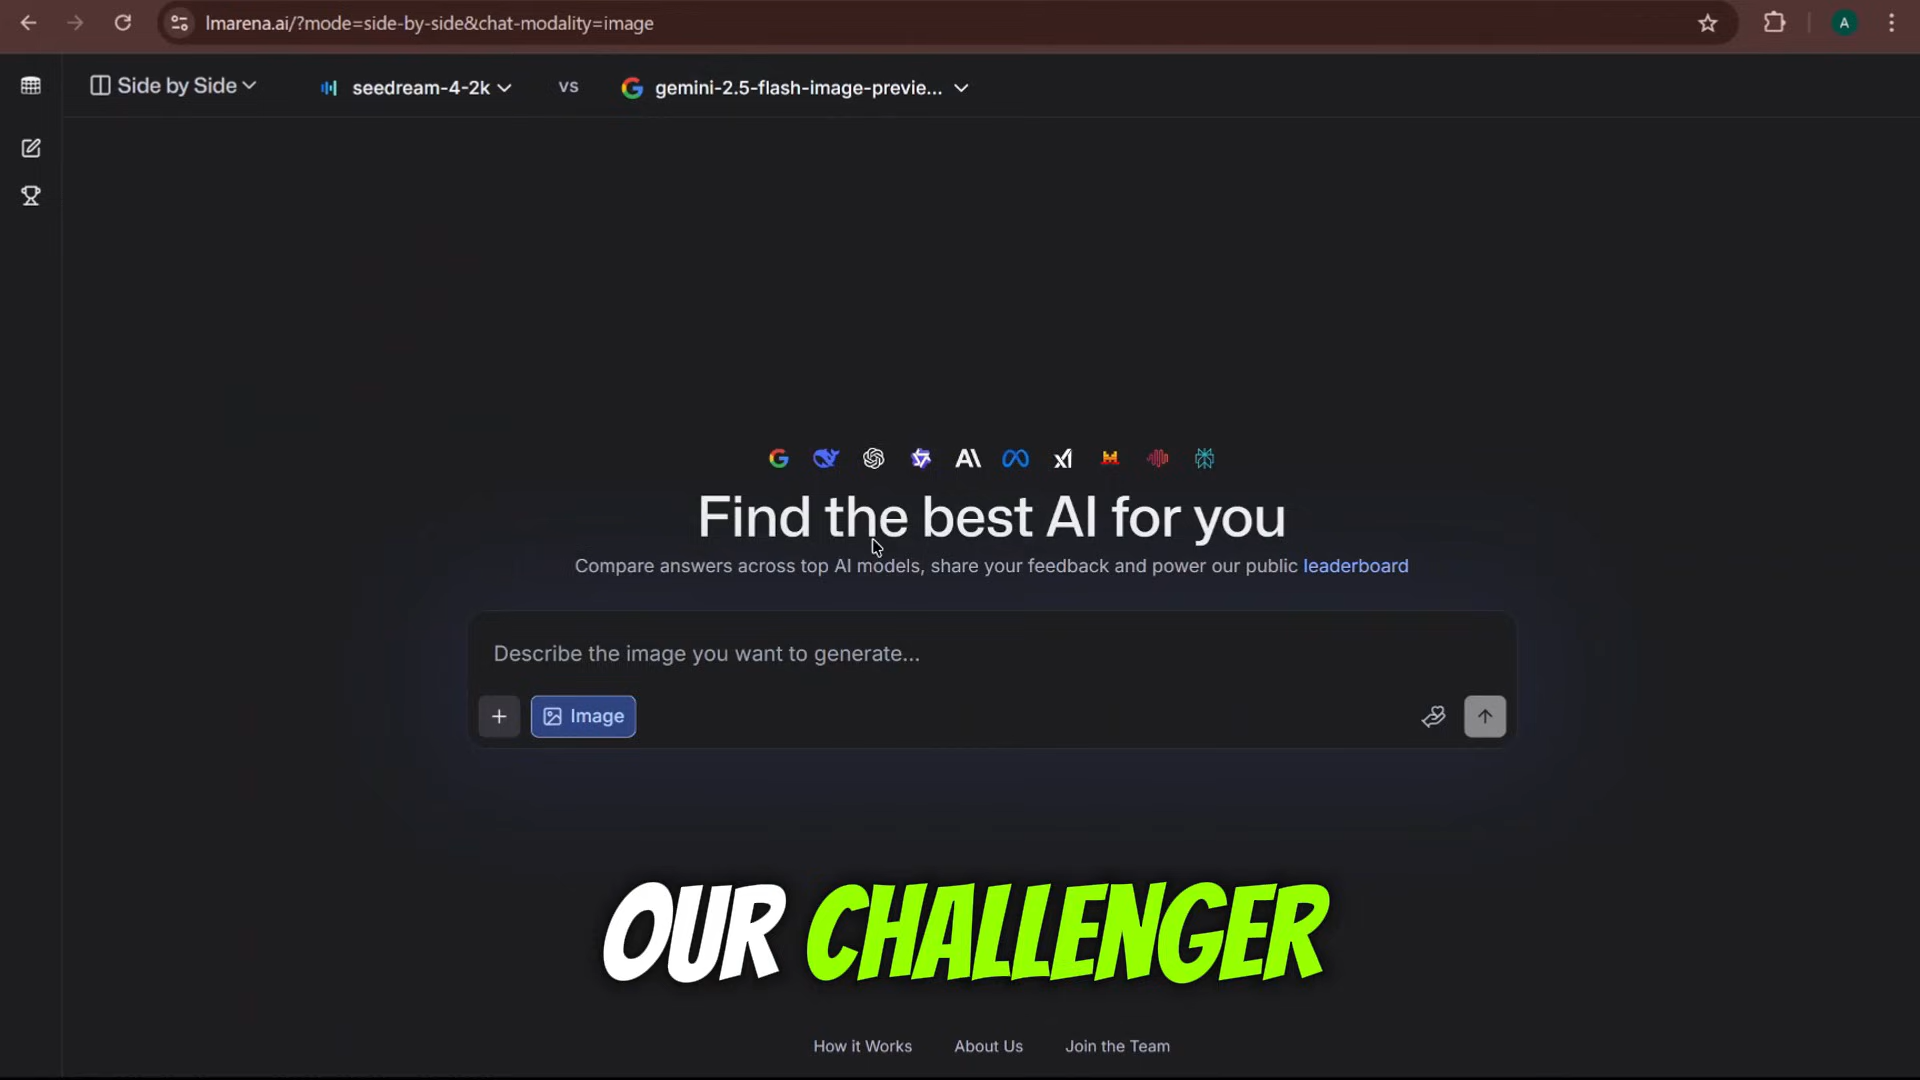 lmarena.ai/?mode=side-by-side&chat-modality=image
A
Side by Side
seedream-4-2k
VS
gemini-2.5-flash-image-previe...
Find the best AI for you
Compare answers across top AI models, share your feedback and power our public leaderboard
Describe the image you want to generate...
Image
OUR CHALLENGER
How it Works
About Us
Join the Team